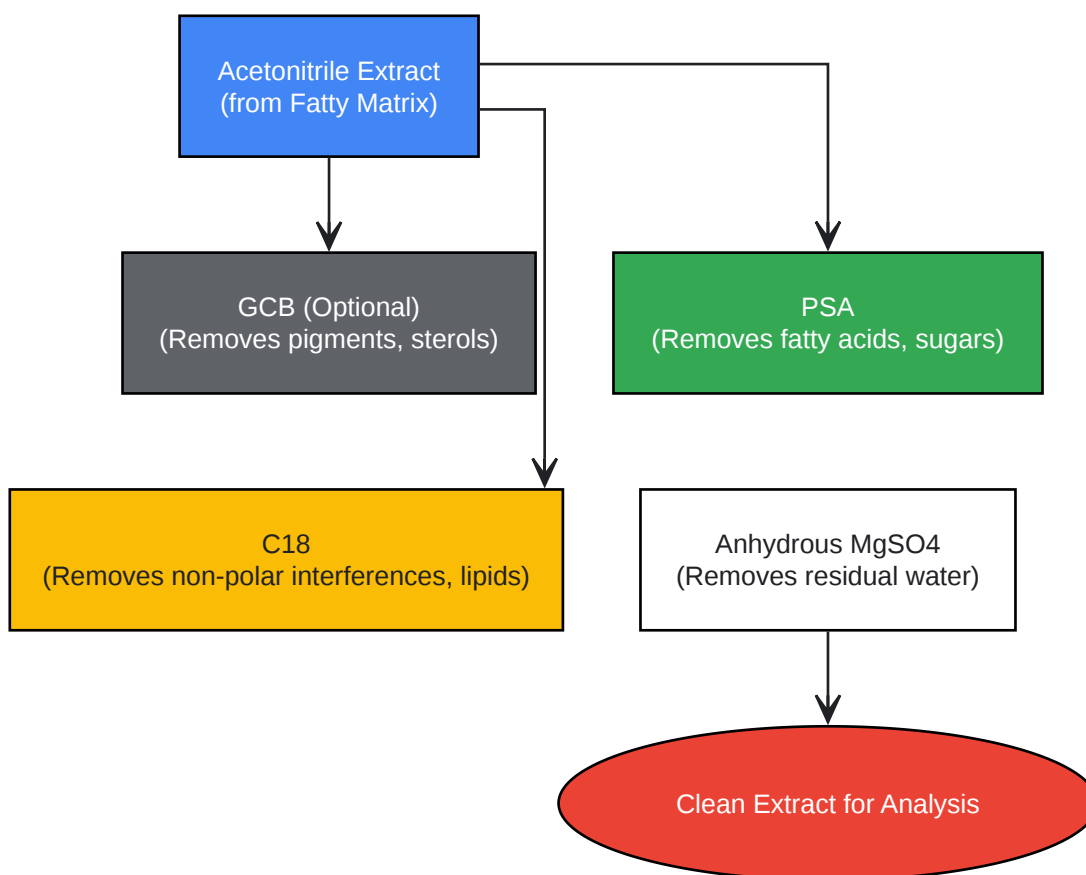 Acetonitrile Extract
(from Fatty Matrix)
GCB (Optional)
(Removes pigments, sterols)
PSA
(Removes fatty acids, sugars)
C18
(Removes non-polar interferences, lipids)
Anhydrous MgSO4
(Removes residual water)
Clean Extract for Analysis